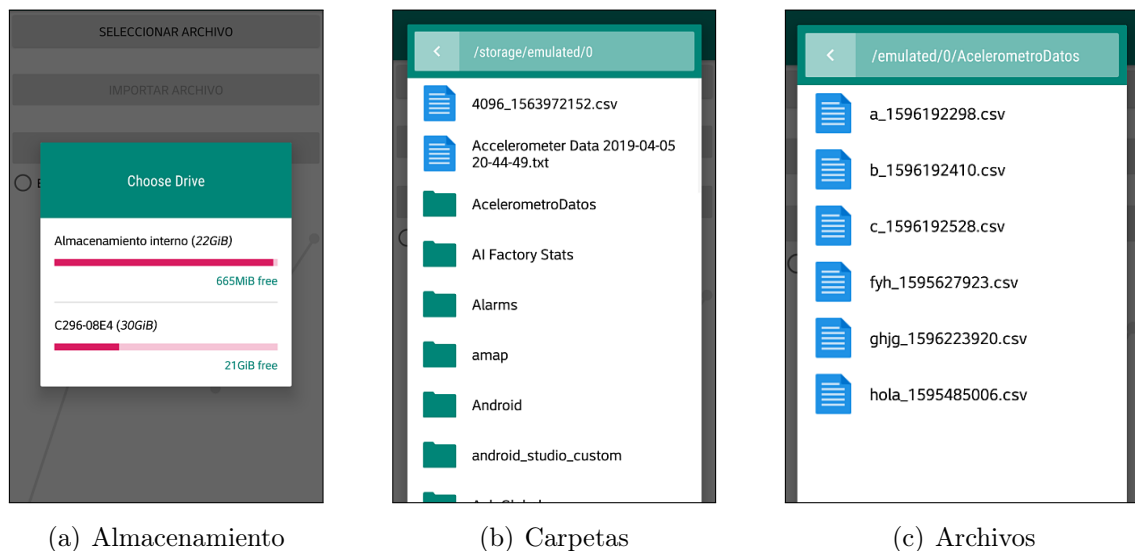 SELECCIONAR ARCHIVO
IMPORTAR ARCHIVO
Choose Drive
Almacenamiento interno (22GiB)
665MiB free
C296-08E4 (30GiB)
21GiB free
(a) Almacenamiento
/storage/emulated/0
4096_1563972152.csv
Accelerometer Data 2019-04-05
20-44-49.txt
AcelerometroDatos
AI Factory Stats
Alarms
amap
Android
android_studio_custom
(b) Carpetas
/emulated/0/AcelerometroDatos
a_1596192298.csv
b_1596192410.csv
c_1596192528.csv
fyh_1595627923.csv
ghjg_1596223920.csv
hola_1595485006.csv
(c) Archivos